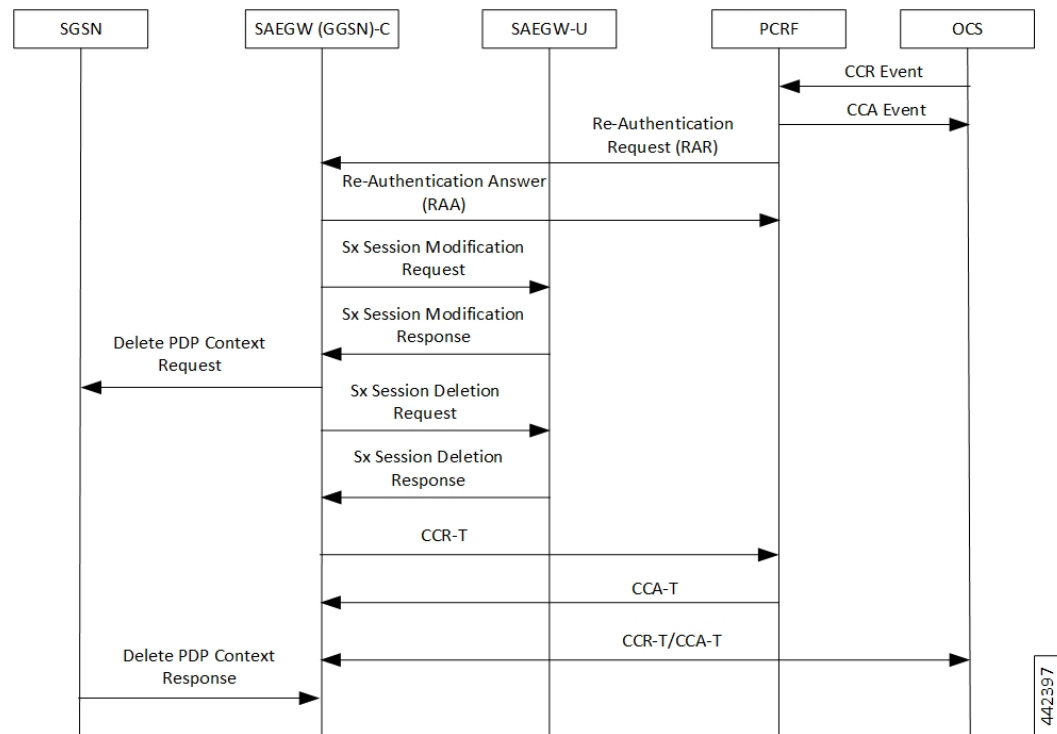 SGSN
SAEGW (GGSN)-C
SAEGW-U
PCRF
OCS
CCR Event
CCA Event
Re-Authentication
Request (RAR)
Re-Authentication Answer
(RAA)
Sx Session Modification
Request
Sx Session Modification
Response
Delete PDP Context
Request
Sx Session Deletion
Request
Sx Session Deletion
Response
CCR-T
CCA-T
CCR-T/CCA-T
Delete PDP Context
Response
442397